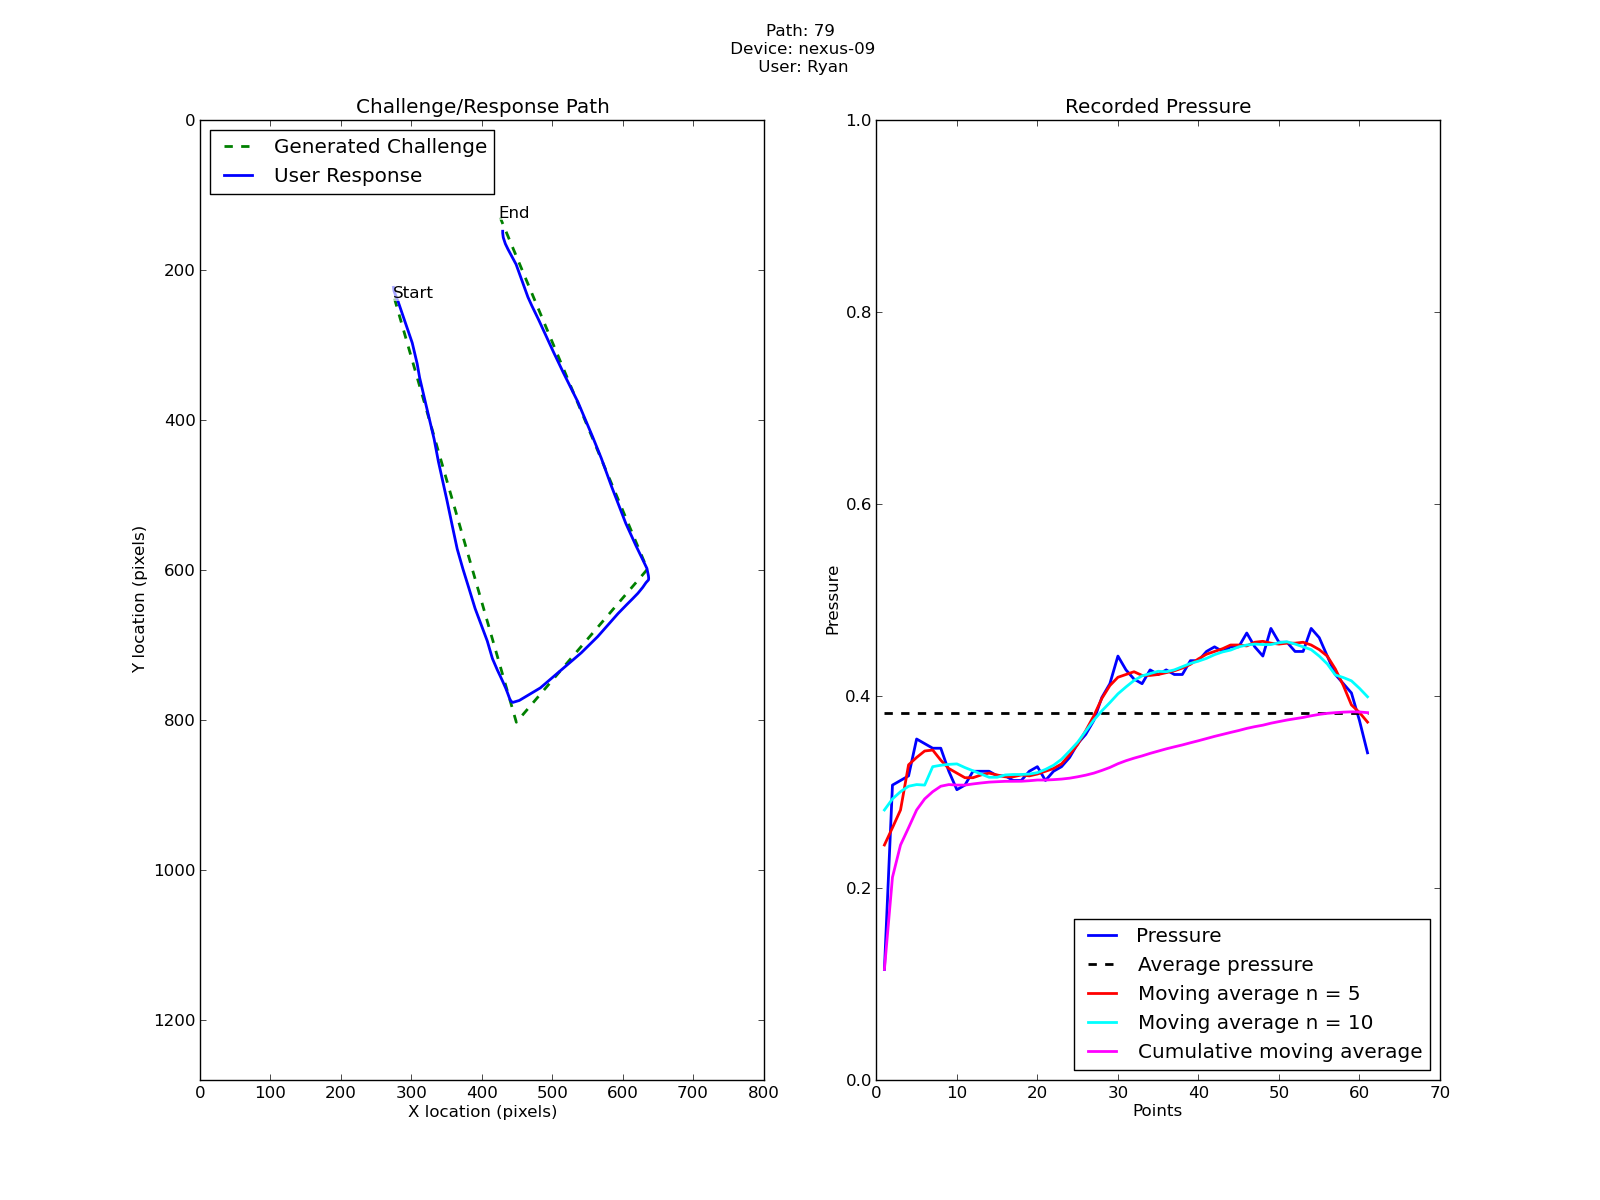 Path: 79
Device: nexus-09
User: Ryan
Challenge/Response Path
Generated Challenge
User Response
End
Start
0
200
400
600
800
1000
1200
Y location (pixels)
0 100 200 300 400 500 600 700 800
X location (pixels)
Recorded Pressure
1.0
0.8
0.6
0.4
0.2
0.0
Pressure
Pressure
Average pressure
Moving average n = 5
Moving average n = 10
Cumulative moving average
0 10 20 30 40 50 60 70
Points